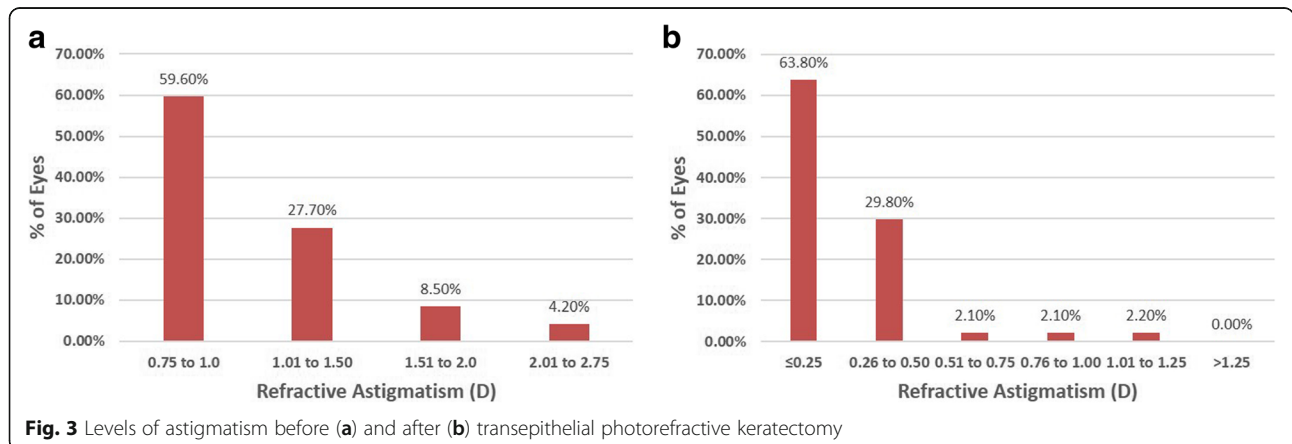 a
70.00%
60.00%
50.00%
40.00%
30.00%
20.00%
10.00%
0.00%
% of Eyes
59.60%
27.70%
8.50%
4.20%
0.75 to 1.0 1.01 to 1.50 1.51 to 2.0 2.01 to 2.75
Refractive Astigmatism (D)
b
70.00%
60.00%
50.00%
40.00%
30.00%
20.00%
10.00%
0.00%
% of Eyes
63.80%
29.80%
2.10% 2.10% 2.20% 0.00%
≤0.25 0.26 to 0.50 0.51 to 0.75 0.76 to 1.00 1.01 to 1.25 >1.25
Refractive Astigmatism (D)
Fig. 3 Levels of astigmatism before (a) and after (b) transepithelial photorefractive keratectomy